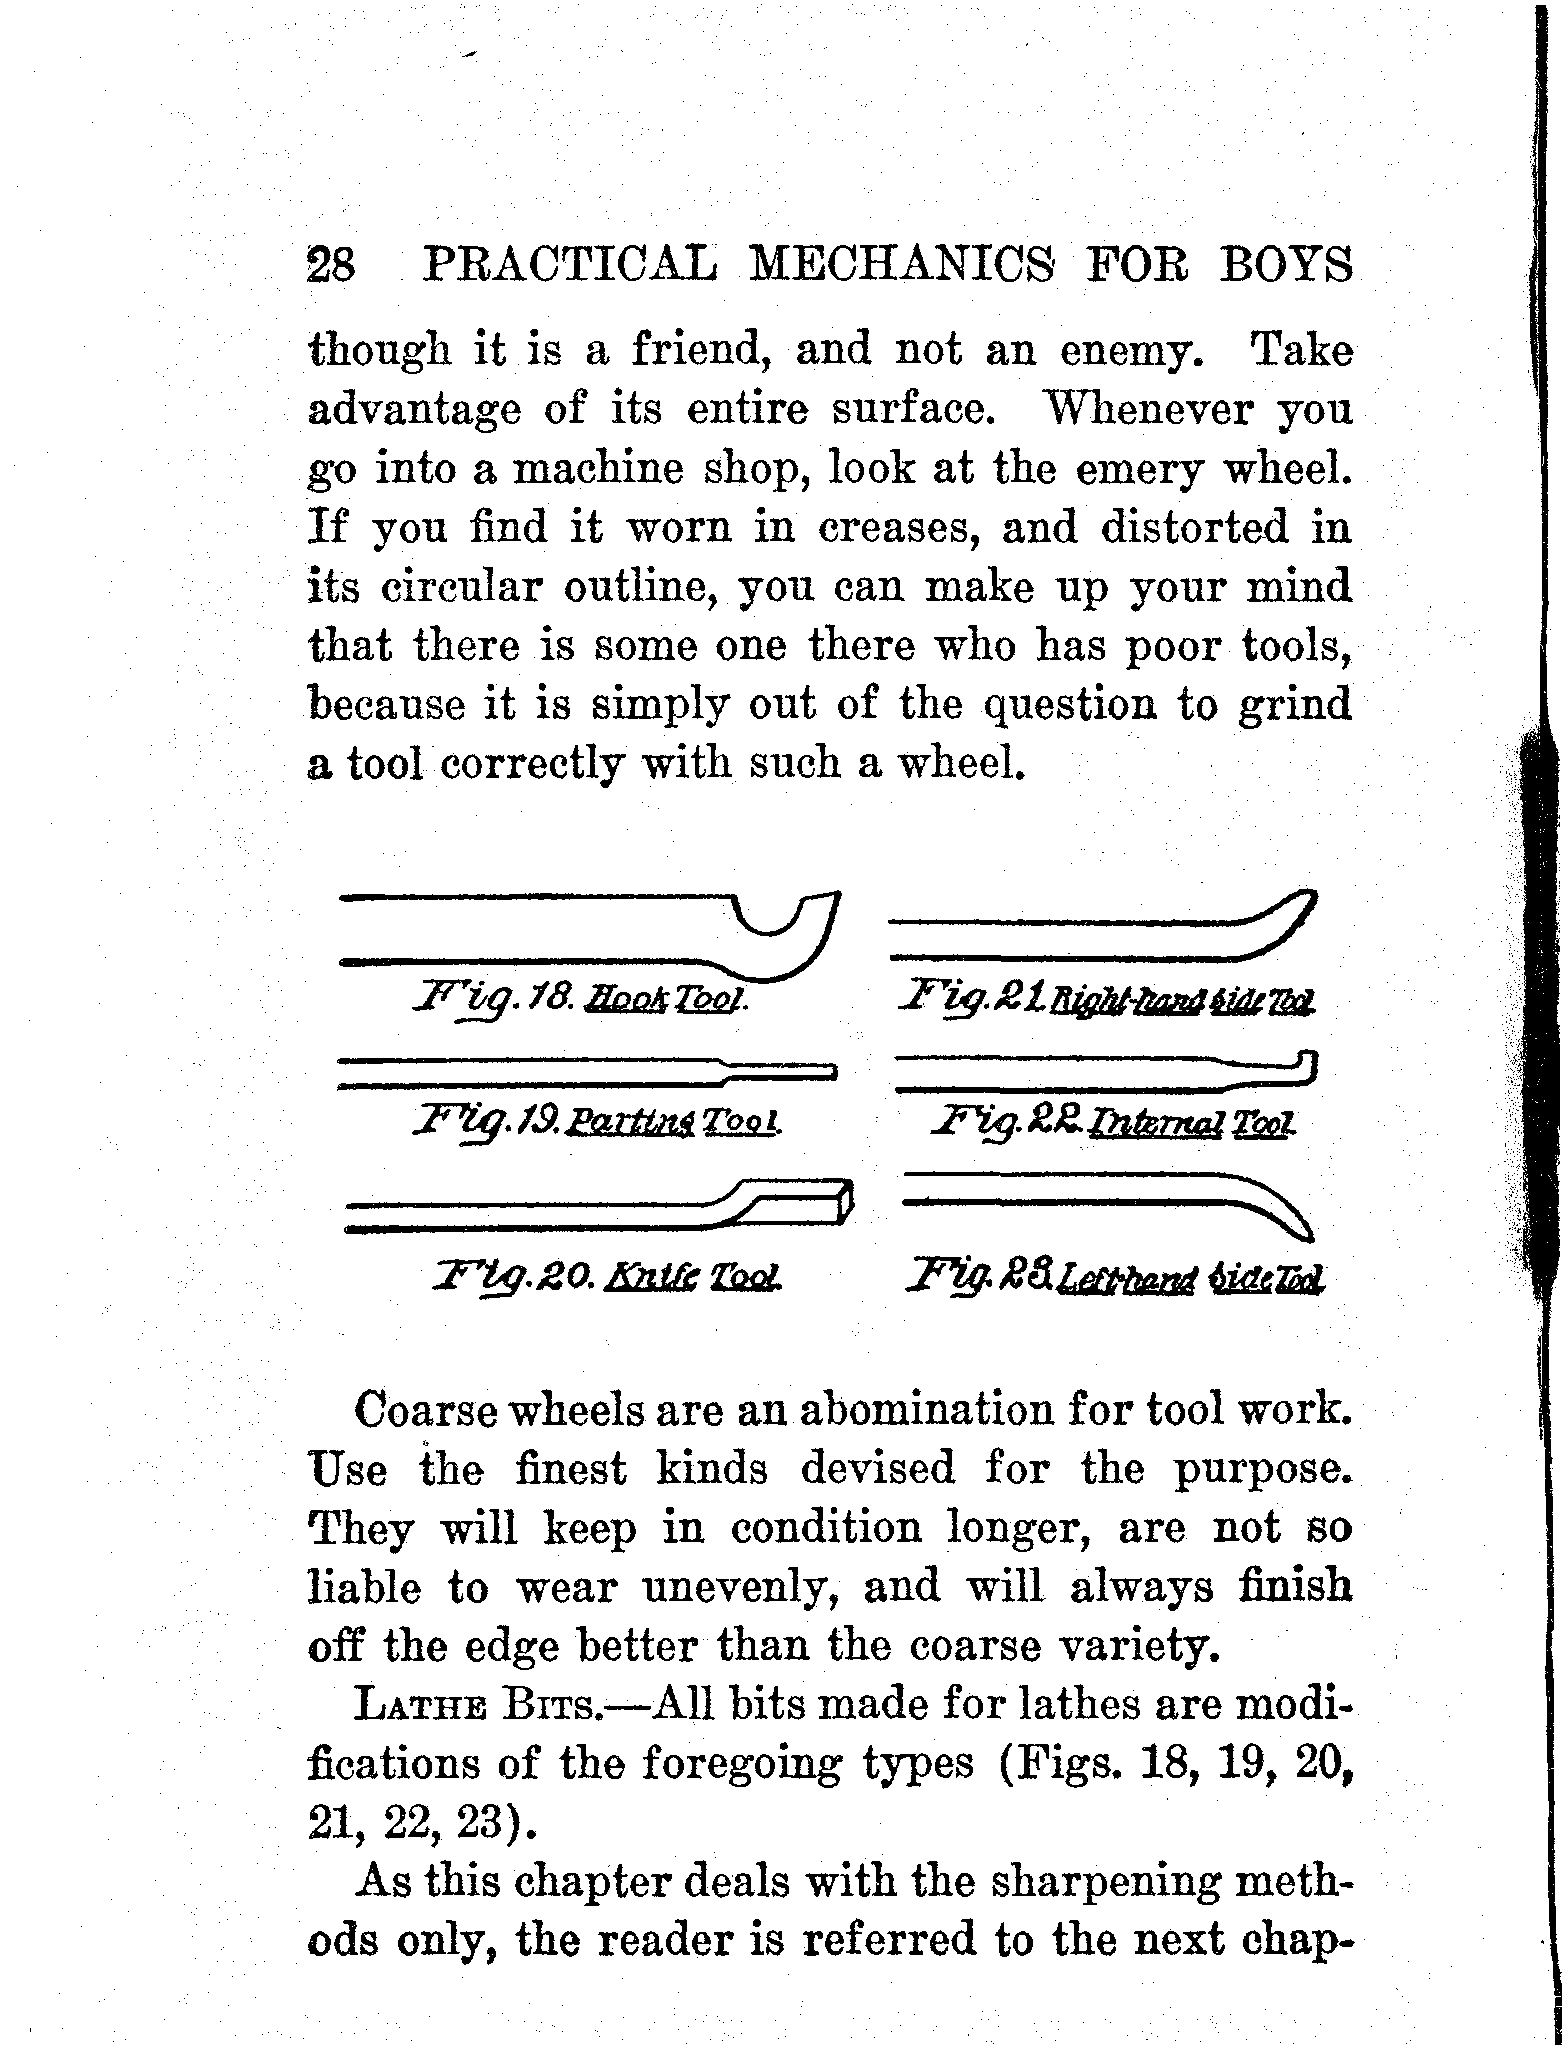 28 PRACTICAL MECHANICS FOR BOYS
though it is a friend, and not an enemy. Take
advantage of its entire surface. Whenever you
go into a machine shop, look at the emery wheel.
If you find it worn in creases, and distorted in
its circular outline, you can make up your mind
that there is some one there who has poor tools,
because it is simply out of the question to grind
a tool correctly with such a wheel.
Fig. 18. Hook Tool.
Fig. 21. Right-hand Side Tool
Fig. 19. Parting Tool.
Fig. 22. Internal Tool
Fig. 20. Knife Tool.
Fig. 23. Left-hand Side Tool
Coarse wheels are an abomination for tool work.
Use the finest kinds devised for the purpose.
They will keep in condition longer, are not so
liable to wear unevenly, and will always finish
off the edge better than the coarse variety.
LATHE BITS.—All bits made for lathes are modi-
fications of the foregoing types (Figs. 18, 19, 20,
21, 22, 23).
As this chapter deals with the sharpening meth-
ods only, the reader is referred to the next chap-